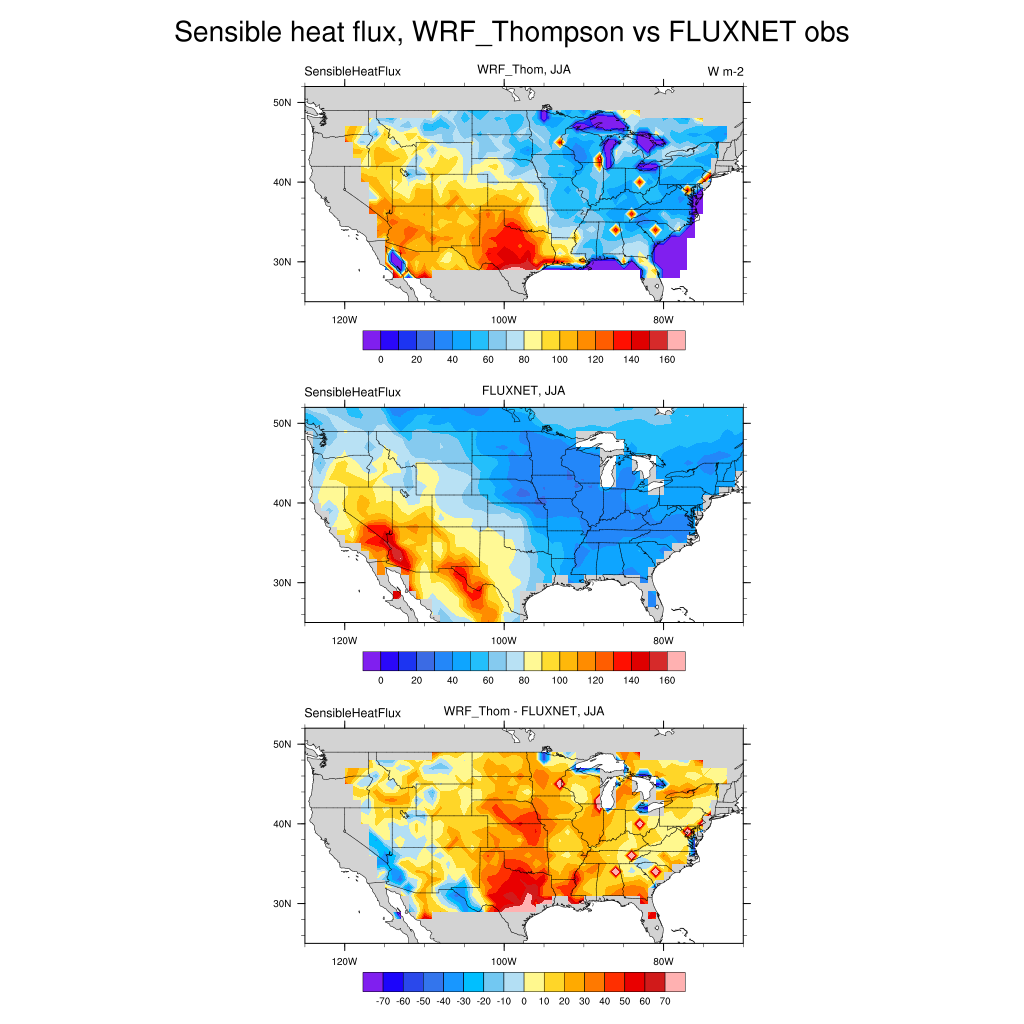 Sensible heat flux, WRF_Thompson vs FLUXNET obs
SensibleHeatFlux WRF_Thom, JJA W m-2
50N
40N
30N
120W 100W 80W
0 20 40 60 80 100 120 140 160
SensibleHeatFlux FLUXNET, JJA
50N
40N
30N
120W 100W 80W
0 20 40 60 80 100 120 140 160
SensibleHeatFlux WRF_Thom - FLUXNET, JJA
50N
40N
30N
120W 100W 80W
-70 -60 -50 -40 -30 -20 -10 0 10 20 30 40 50 60 70